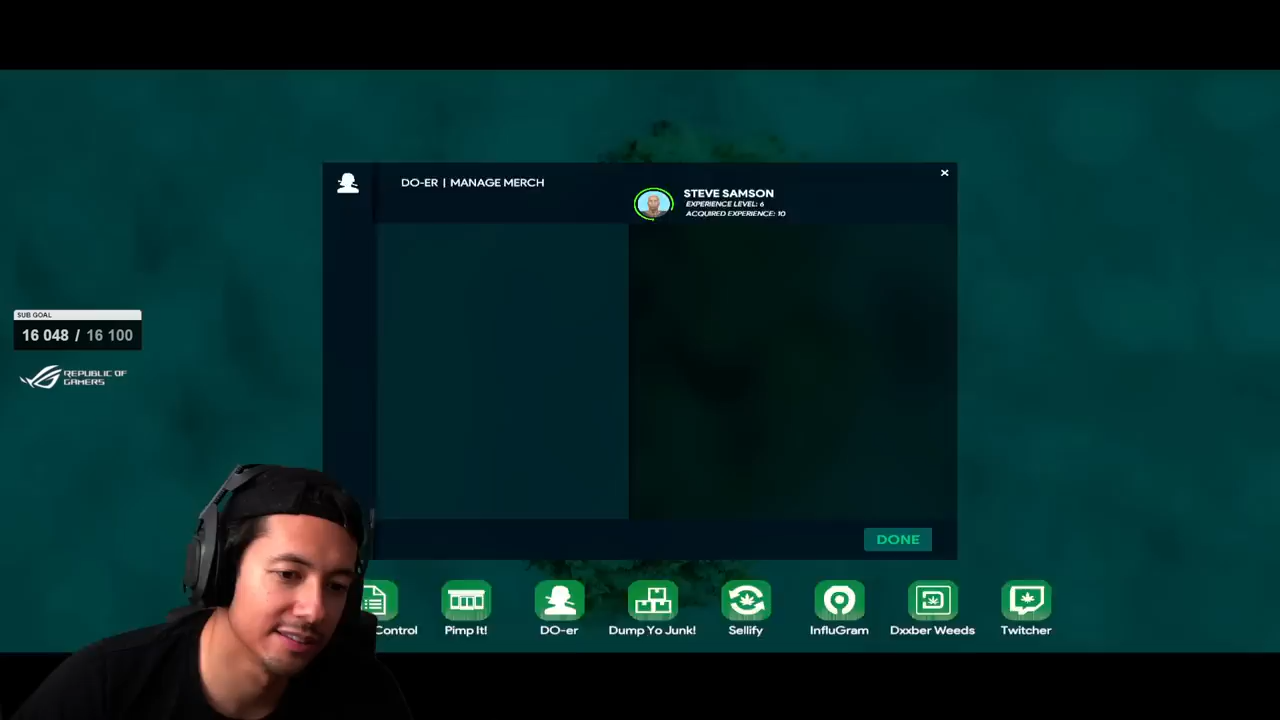 DO-ER | MANAGE MERCH
×
STEVE SAMSON
EXPERIENCE LEVEL: 6
ACQUIRED EXPERIENCE: 10
SUB GOAL
16 048 / 16 100
REPUBLIC OF
GAMERS
DONE
Control
Pimp It!
DO-er
Dump Yo Junk!
Sellify
InfluGram
Dxxber Weeds
Twitcher